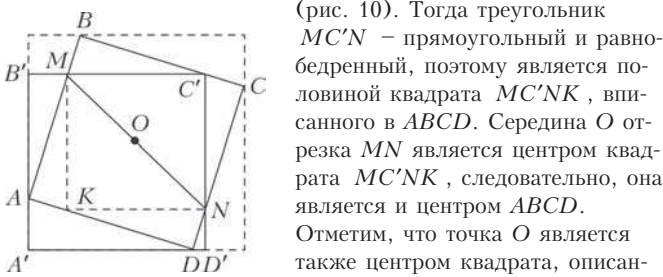 B
B′
M
C′
C
O
A
K
N
A′
DD′
(рис. 10). Тогда треугольник
MC′N – прямоугольный и равно-
бедренный, поэтому является по-
ловиной квадрата MC′NK , впи-
санного в ABCD. Середина O от-
резка MN является центром квад-
рата MC′NK , следовательно, она
является и центром ABCD.
Отметим, что точка O является
также центром квадрата, описан-